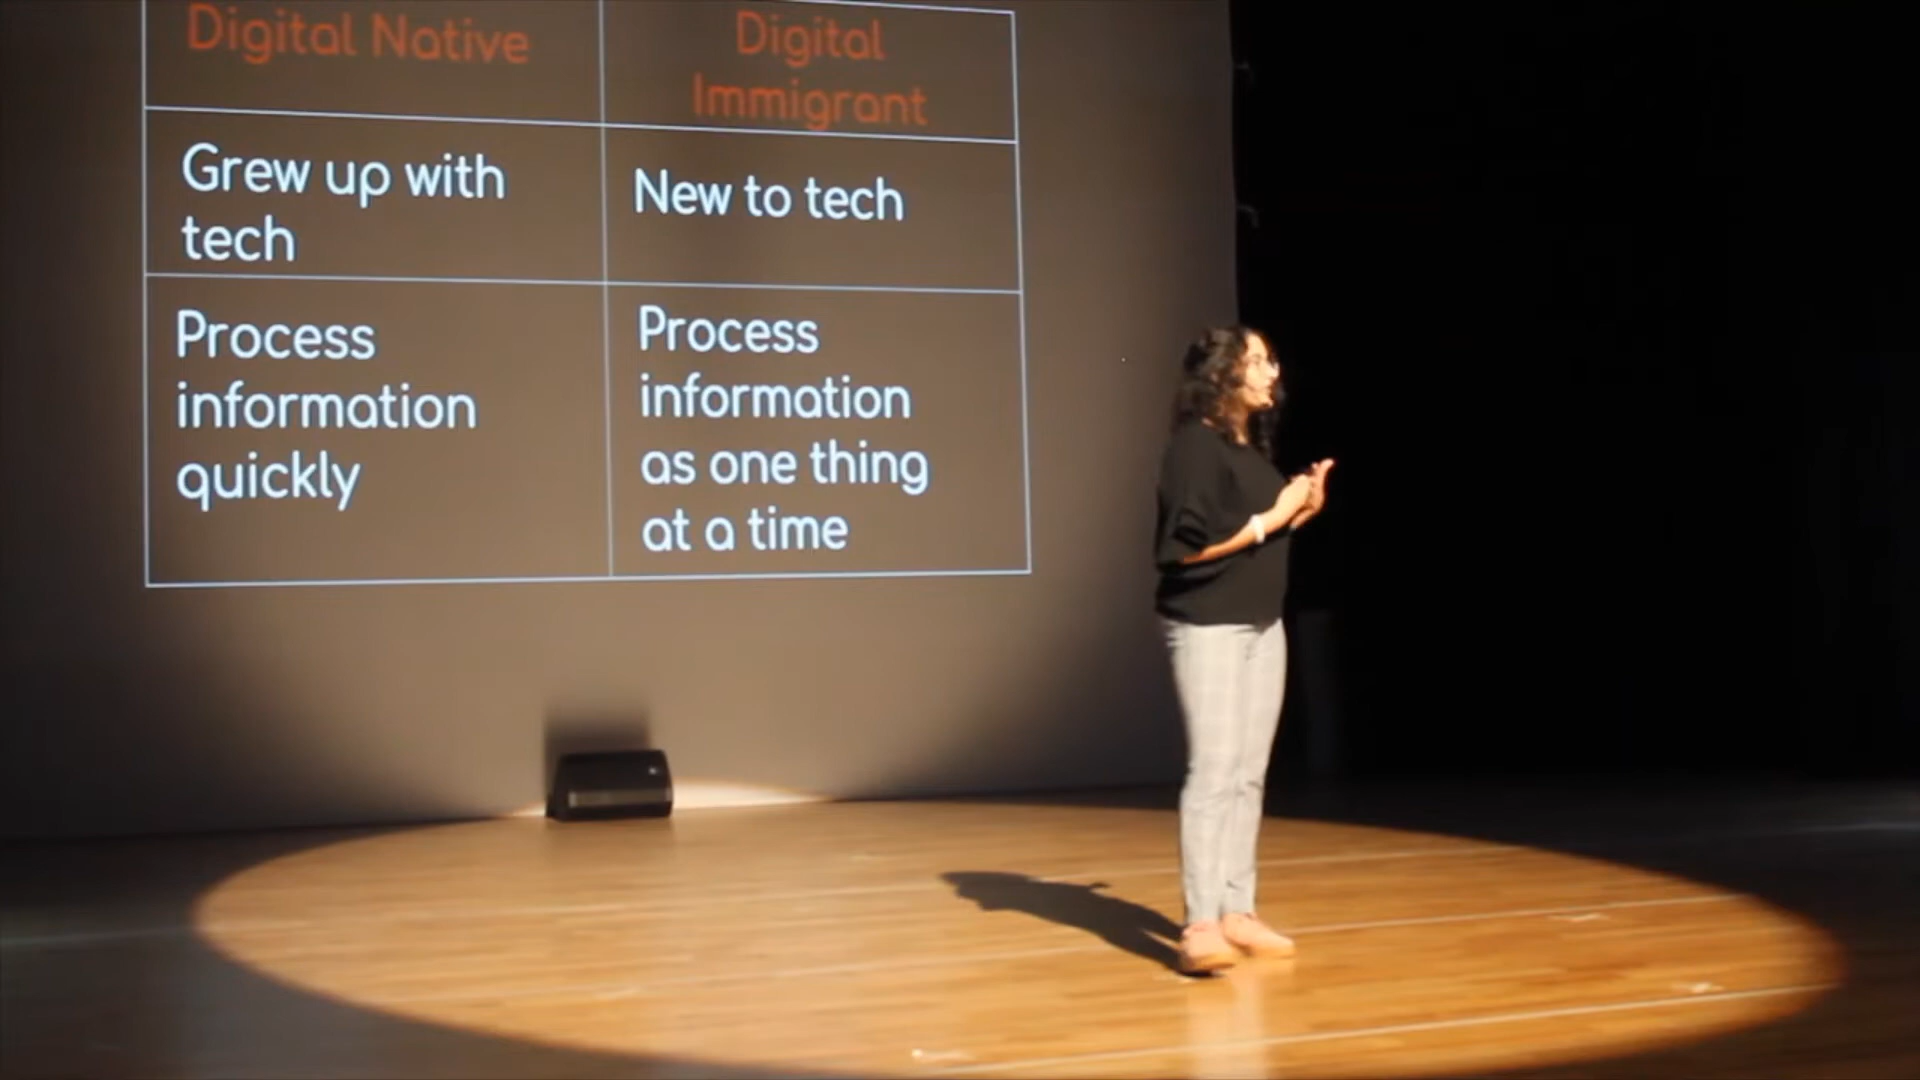 Digital Native
Digital
Immigrant
Grew up with
tech
New to tech
Process
information
quickly
Process
information
as one thing
at a time